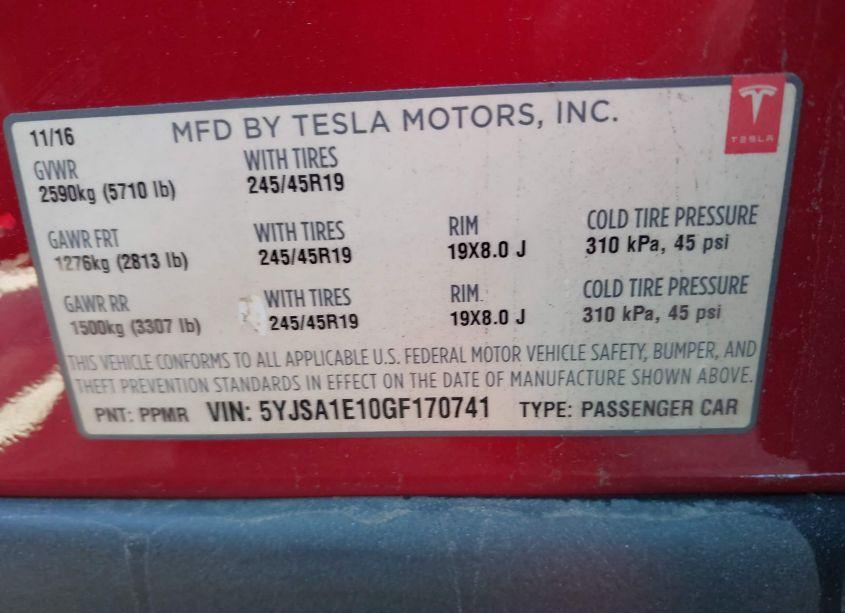 11/16 MFD BY TESLA MOTORS, INC.
TESLA
GVWR WITH TIRES
2590kg (5710 lb) 245/45R19
GAWR FRT WITH TIRES RIM COLD TIRE PRESSURE
1276kg (2813 lb) 245/45R19 19X8.0 J 310 kPa, 45 psi
GAWR RR WITH TIRES RIM COLD TIRE PRESSURE
1500kg (3307 lb) 245/45R19 19X8.0 J 310 kPa, 45 psi
THIS VEHICLE CONFORMS TO ALL APPLICABLE U.S. FEDERAL MOTOR VEHICLE SAFETY, BUMPER, AND
THEFT PREVENTION STANDARDS IN EFFECT ON THE DATE OF MANUFACTURE SHOWN ABOVE.
PNT: PPMR VIN: 5YJSA1E10GF170741 TYPE: PASSENGER CAR